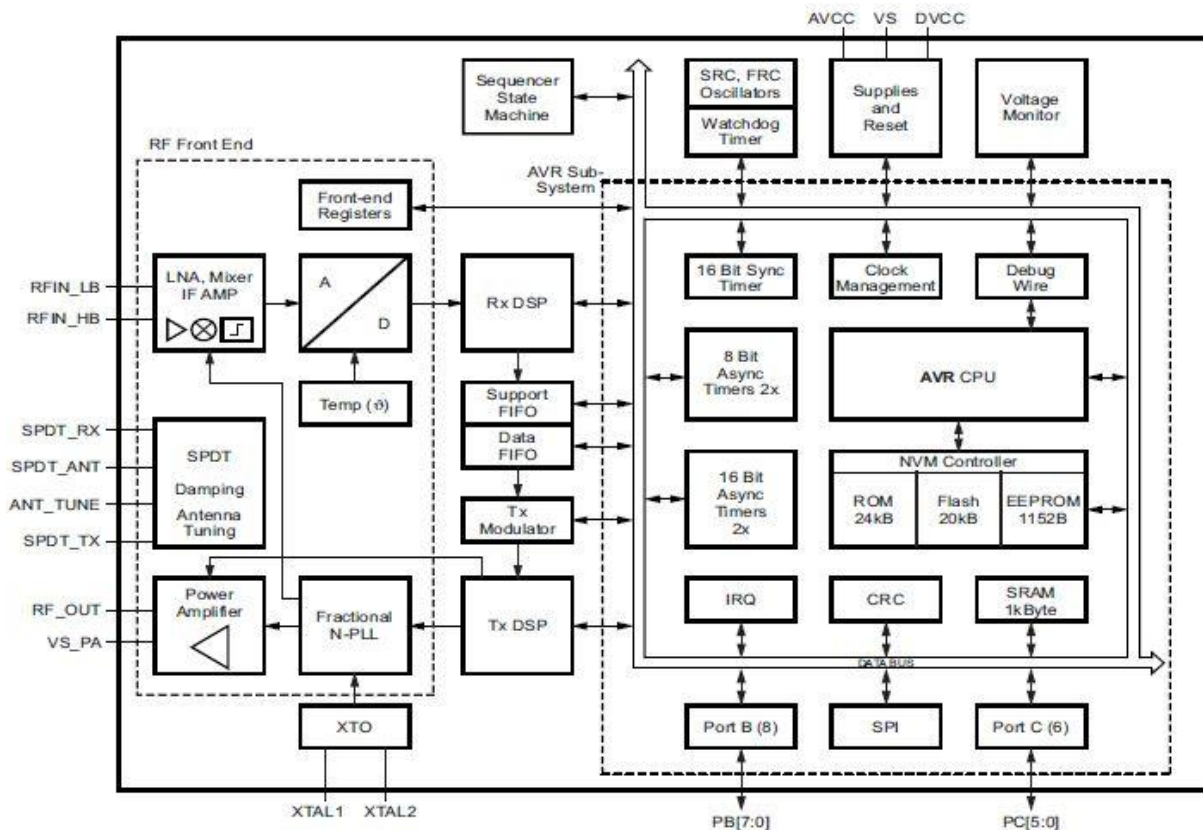 AVCC VS DVCC
Sequencer
State
Machine
SRC, FRC
Oscillators
Watchdog
Timer
Supplies
and
Reset
Voltage
Monitor
RF Front End
AVR Sub-
System
Front-end
Registers
RFIN_LB
RFIN_HB
LNA, Mixer
IF AMP
A
D
Rx DSP
16 Bit Sync
Timer
Clock
Management
Debug
Wire
8 Bit
Async
Timers 2x
AVR CPU
Temp (ϑ)
Support
FIFO
Data
FIFO
SPDT_RX
SPDT_ANT
ANT_TUNE
SPDT_TX
SPDT
Damping
Antenna
Tuning
Tx
Modulator
16 Bit
Async
Timers
2x
NVM Controller
ROM
24kB
Flash
20kB
EEPROM
1152B
RF_OUT
VS_PA
Power
Amplifier
Fractional
N-PLL
Tx DSP
IRQ
CRC
SRAM
1kByte
DATA BUS
XTO
Port B (8)
SPI
Port C (6)
XTAL1 XTAL2
PB[7:0]
PC[5:0]